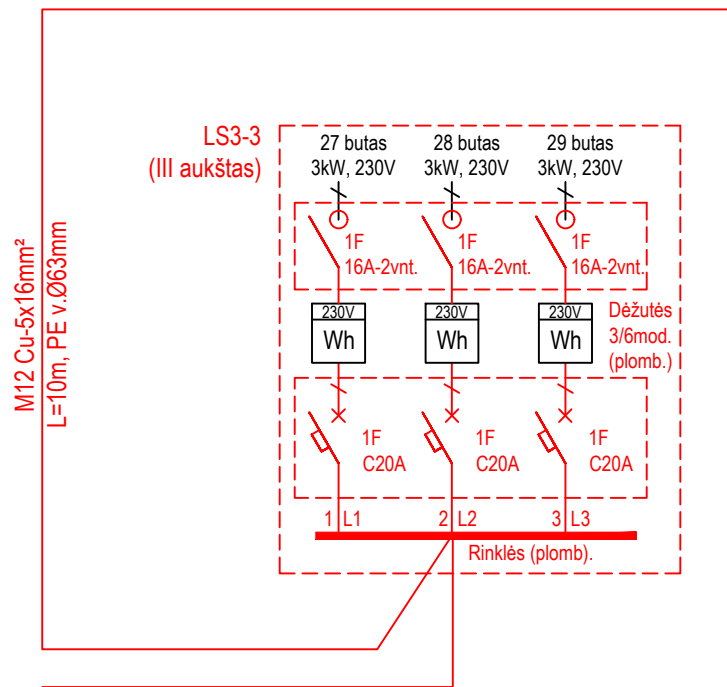 LS3-3
(III aukštas)
27 butas
3kW, 230V
28 butas
3kW, 230V
29 butas
3kW, 230V
1F
16A-2vnt.
1F
16A-2vnt.
1F
16A-2vnt.
230V
Wh
230V
Wh
230V
Wh
Dėžutės
3/6mod.
(plomb.)
1F
C20A
1F
C20A
1F
C20A
1 L1
2 L2
3 L3
Rinklės (plomb).
M12 Cu-5x16mm²
L=10m, PE v.Ø63mm